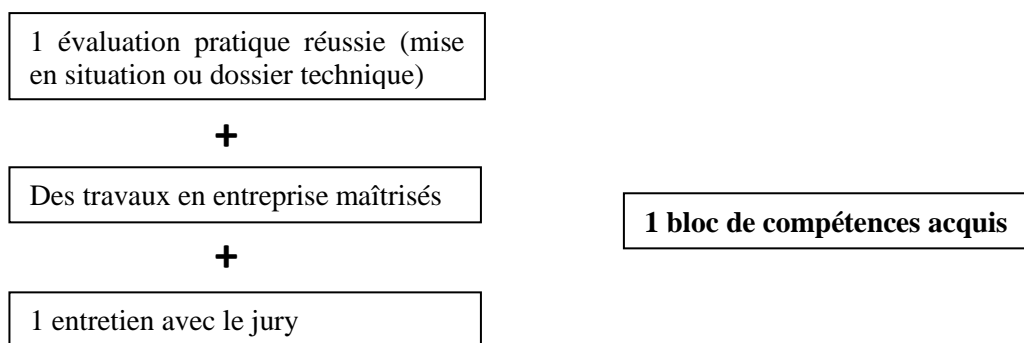 1 évaluation pratique réussie (mise
en situation ou dossier technique)
+
Des travaux en entreprise maîtrisés
1 bloc de compétences acquis
+
1 entretien avec le jury